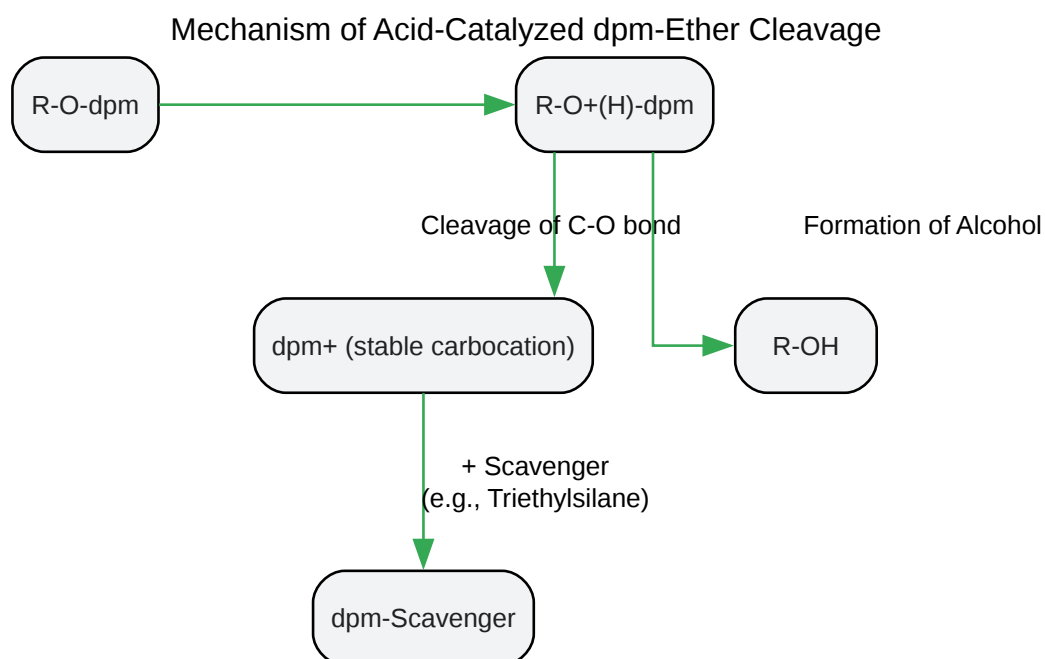 Mechanism of Acid-Catalyzed dpm-Ether Cleavage
R-O-dpm
R-O+(H)-dpm
Cleavage of C-O bond
Formation of Alcohol
dpm+ (stable carbocation)
R-OH
+ Scavenger
(e.g., Triethylsilane)
dpm-Scavenger